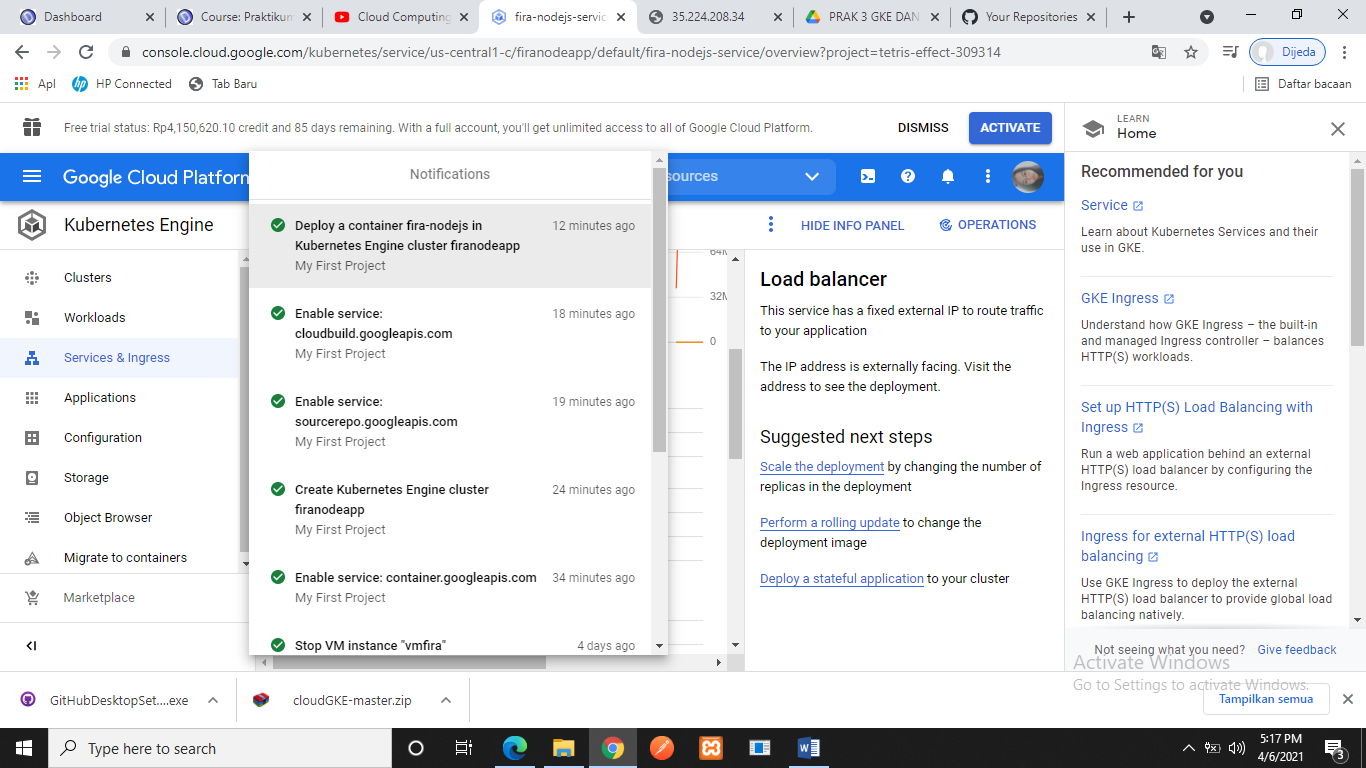 Dashboard
Course: Praktikum
Cloud Computing
fira-nodejs-servic
35.224.208.34
PRAK 3 GKE DAN
Your Repositories
console.cloud.google.com/kubernetes/service/us-central1-c/firanodeapp/default/fira-nodejs-service/overview?project=tetris-effect-309314
Dijeda
Apl
HP Connected
Tab Baru
Daftar bacaan
Free trial status: Rp4,150,620.10 credit and 85 days remaining. With a full account, you'll get unlimited access to all of Google Cloud Platform.
DISMISS
ACTIVATE
LEARN
Home
Google Cloud Platform
sources
Kubernetes Engine
HIDE INFO PANEL
OPERATIONS
Clusters
Workloads
Services & Ingress
Applications
Configuration
Storage
Object Browser
Migrate to containers
Marketplace
Notifications
Deploy a container fira-nodejs in
Kubernetes Engine cluster firanodeapp
12 minutes ago
My First Project
Enable service:
cloudbuild.googleapis.com
18 minutes ago
My First Project
Enable service:
sourcerepo.googleapis.com
19 minutes ago
My First Project
Create Kubernetes Engine cluster
firanodeapp
24 minutes ago
My First Project
Enable service: container.googleapis.com
34 minutes ago
My First Project
Stop VM instance "vmfira"
4 days ago
64M
32M
0
Load balancer
This service has a fixed external IP to route traffic
to your application
The IP address is externally facing. Visit the
address to see the deployment.
Suggested next steps
Scale the deployment by changing the number of
replicas in the deployment
Perform a rolling update to change the
deployment image
Deploy a stateful application to your cluster
Recommended for you
Service
Learn about Kubernetes Services and their
use in GKE.
GKE Ingress
Understand how GKE Ingress – the built-in
and managed Ingress controller – balances
HTTP(S) workloads.
Set up HTTP(S) Load Balancing with
Ingress
Run a web application behind an external
HTTP(S) load balancer by configuring the
Ingress resource.
Ingress for external HTTP(S) load
balancing
Use GKE Ingress to deploy the external
HTTP(S) load balancer to provide global load
balancing natively.
Not seeing what you need? Give feedback
Activate Windows
Go to Settings to activate Windows.
GitHubDesktopSet....exe
cloudGKE-master.zip
Tampilkan semua
Type here to search
5:17 PM
4/6/2021
3